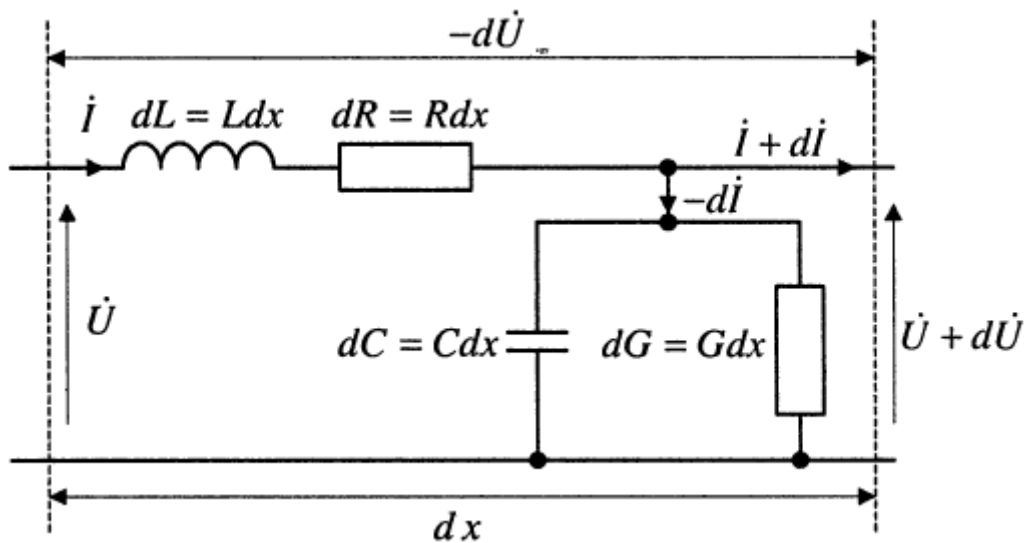 -dU̇
İ dL = Ldx dR = Rdx İ + dİ
-dİ
U̇ dC = Cdx dG = Gdx U̇ + dU̇
dx